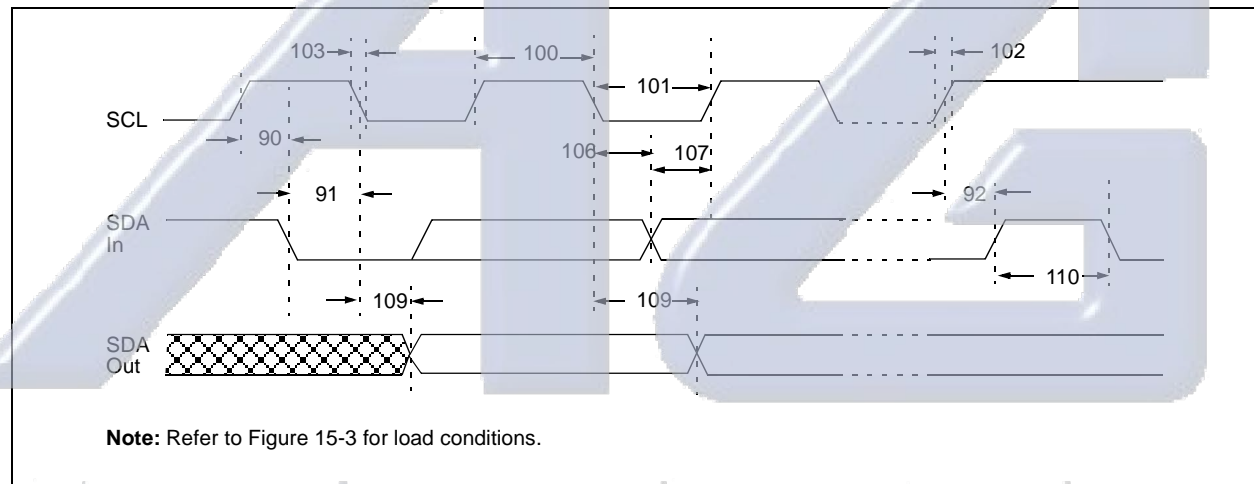 103 100 102
101
SCL
90 106 107
91 92
SDA
In
110
109 109
SDA
Out
Note: Refer to Figure 15-3 for load conditions.